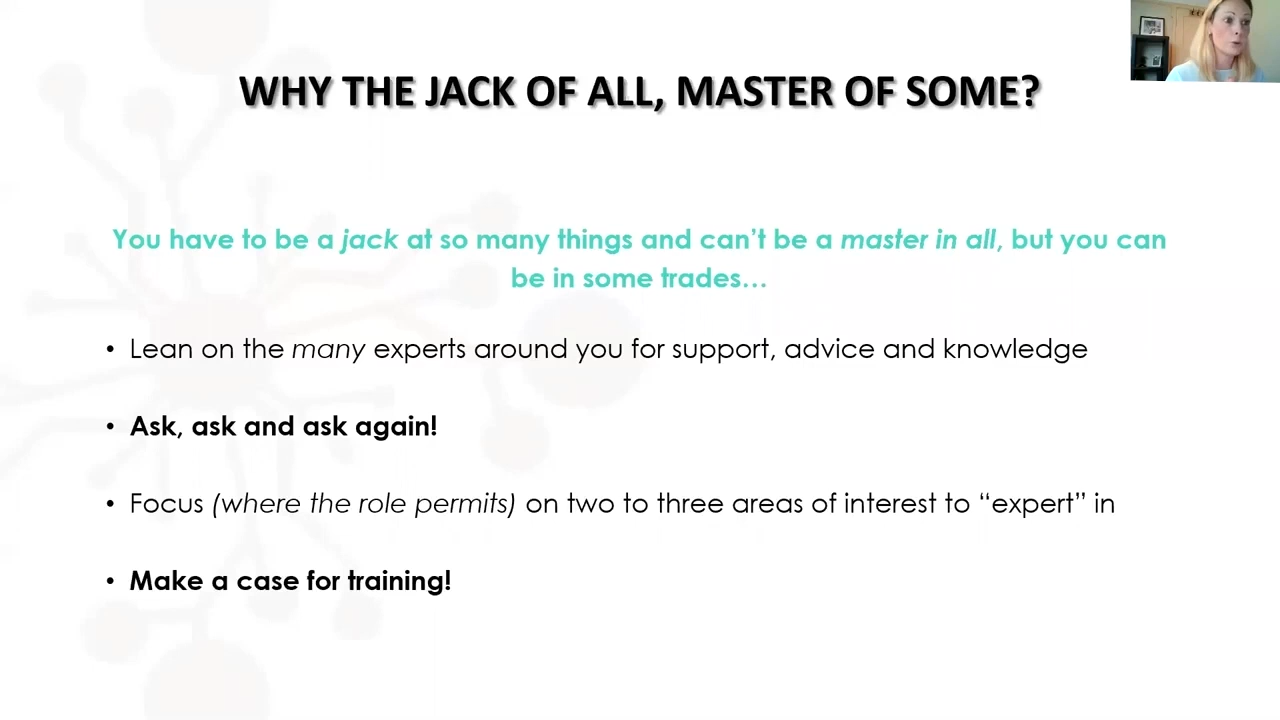 WHY THE JACK OF ALL, MASTER OF SOME?
You have to be a jack at so many things and can’t be a master in all, but you can
be in some trades…
• Lean on the many experts around you for support, advice and knowledge
• Ask, ask and ask again!
• Focus (where the role permits) on two to three areas of interest to “expert” in
• Make a case for training!